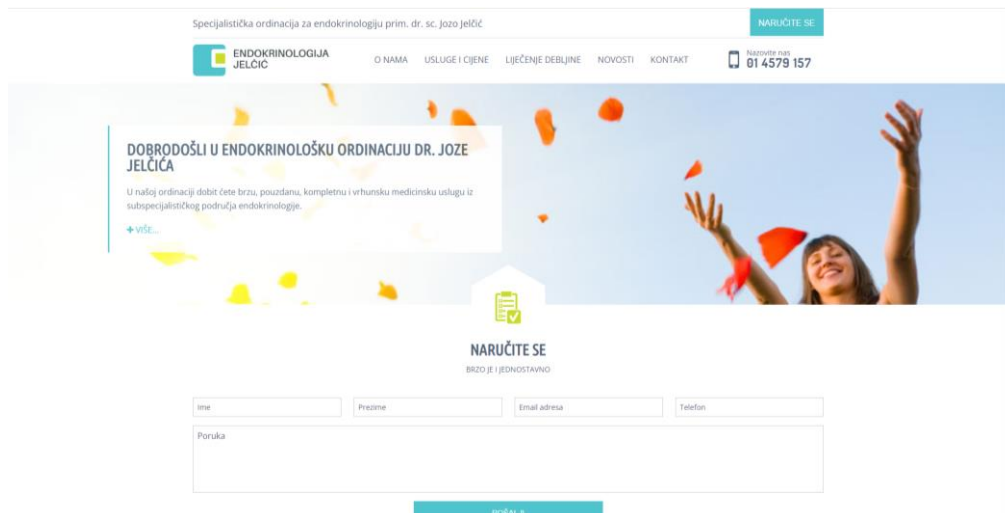 Specijalistička ordinacija za endokrinologiju prim. dr. sc. Jozo Jelčić
NARUČITE SE
ENDOKRINOLOGIJA
JELČIĆ
O NAMA USLUGE I CIJENE LIJEČENJE DEBLJINE NOVOSTI KONTAKT
Nazovite nas
01 4579 157
DOBRODOŠLI U ENDOKRINOLOŠKU ORDINACIJU DR. JOZE
JELČIĆA
U našoj ordinaciji dobit ćete brzu, pouzdanu, kompletnu i vrhunsku medicinsku uslugu iz
subspecijalističkog područja endokrinologije.
+ VIŠE...
NARUČITE SE
BRZO JE I JEDNOSTAVNO
Ime Prezime Email adresa Telefon
Poruka